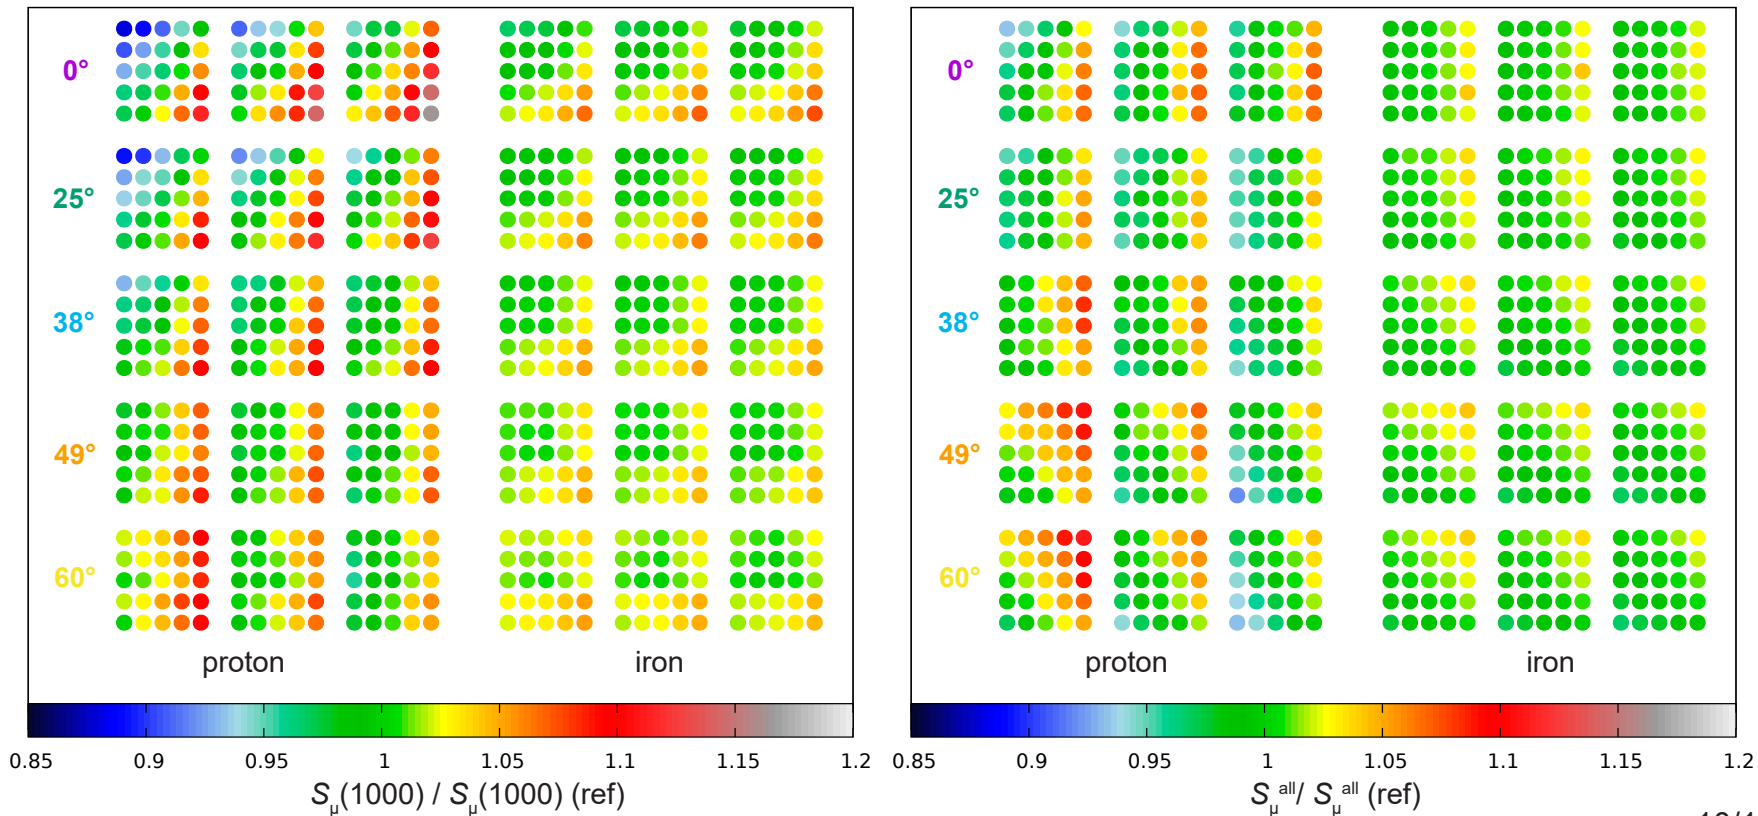 0° 0°
25° 25°
38° 38°
49° 49°
60° 60°
proton iron proton iron
0.85 0.9 0.95 1 1.05 1.1 1.15 1.2 0.85 0.9 0.95 1 1.05 1.1 1.15 1.2
Sμ(1000) / Sμ(1000) (ref) Sμall/ Sμall (ref)